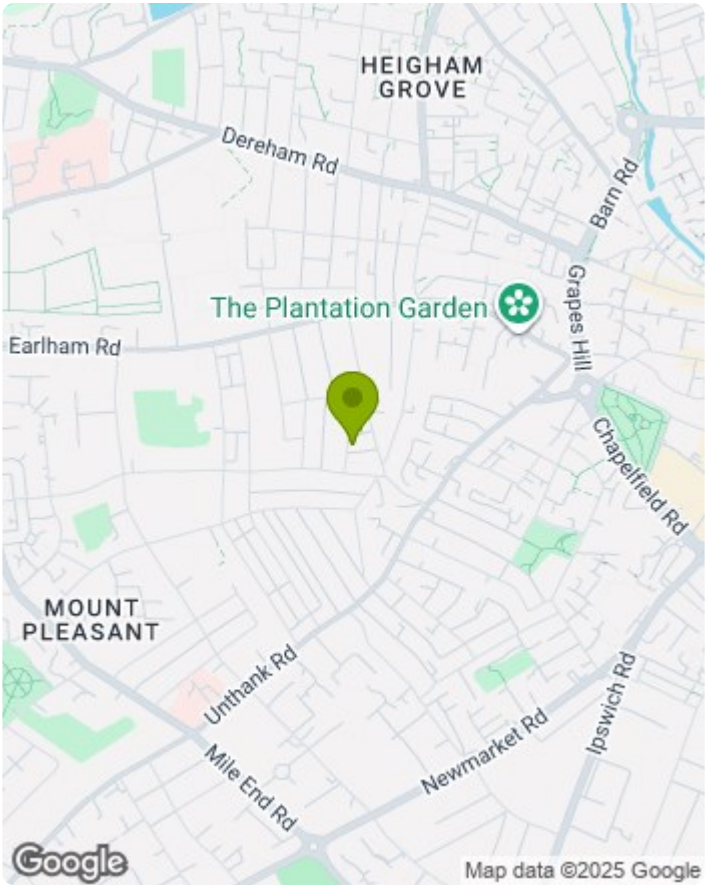 HEIGHAM
GROVE
Dereham Rd
Barn Rd
Grapes Hill
The Plantation Garden
Earlham Rd
Chapelfield Rd
MOUNT
PLEASANT
Unthank Rd
Ipswich Rd
Newmarket Rd
Mile End Rd
Google
Map data ©2025 Google